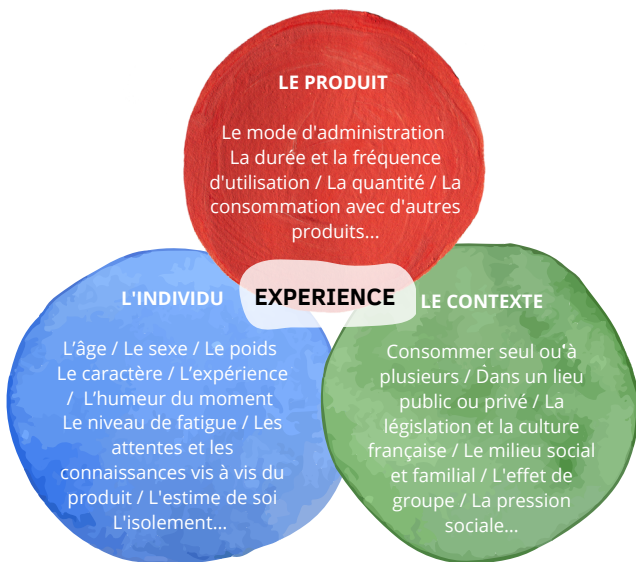 LE PRODUIT
Le mode d'administration
La durée et la fréquence
d'utilisation / La quantité / La
consommation avec d'autres
produits...
EXPERIENCE
L'INDIVIDU
L'âge / Le sexe / Le poids
Le caractère / L'expérience
/ L'humeur du moment
Le niveau de fatigue / Les
attentes et les
connaissances vis à vis du
produit / L'estime de soi
L'isolement...
LE CONTEXTE
Consommer seul ou à
plusieurs / Dans un lieu
public ou privé / La
législation et la culture
française / Le milieu social
et familial / L'effet de
groupe / La pression
sociale...